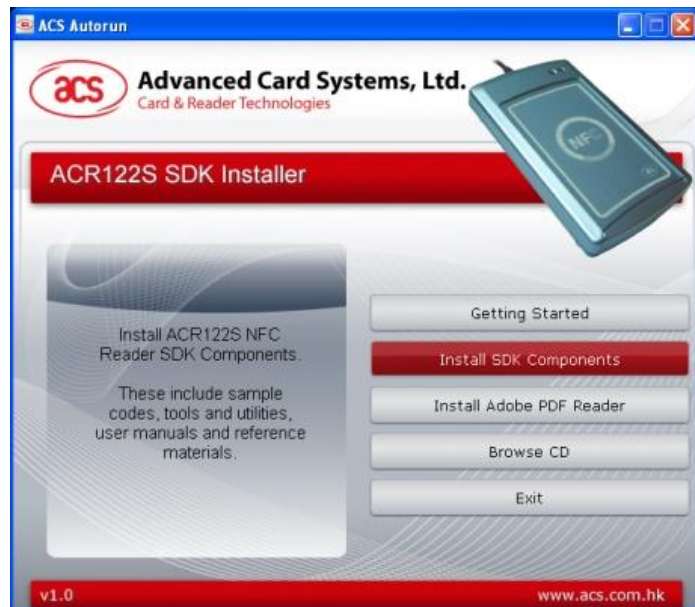 ACS Autorun
acs
Advanced Card Systems, Ltd.
Card & Reader Technologies
NFC
ACR122S SDK Installer
Getting Started
Install SDK Components
Install Adobe PDF Reader
Browse CD
Exit
Install ACR122S NFC
Reader SDK Components.
These include sample
codes, tools and utilities,
user manuals and reference
materials.
v1.0
www.acs.com.hk